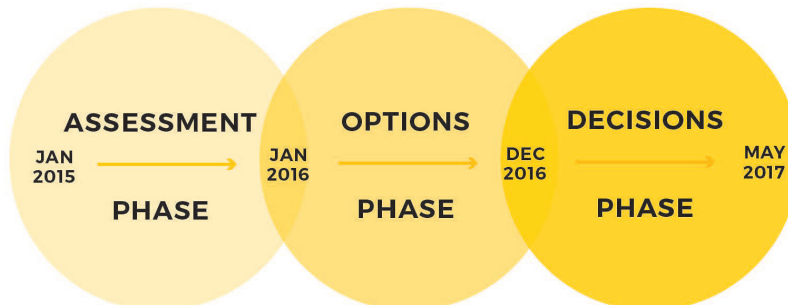 ASSESSMENT
PHASE
JAN
2015
JAN
2016
OPTIONS
PHASE
DEC
2016
DECISIONS
PHASE
MAY
2017